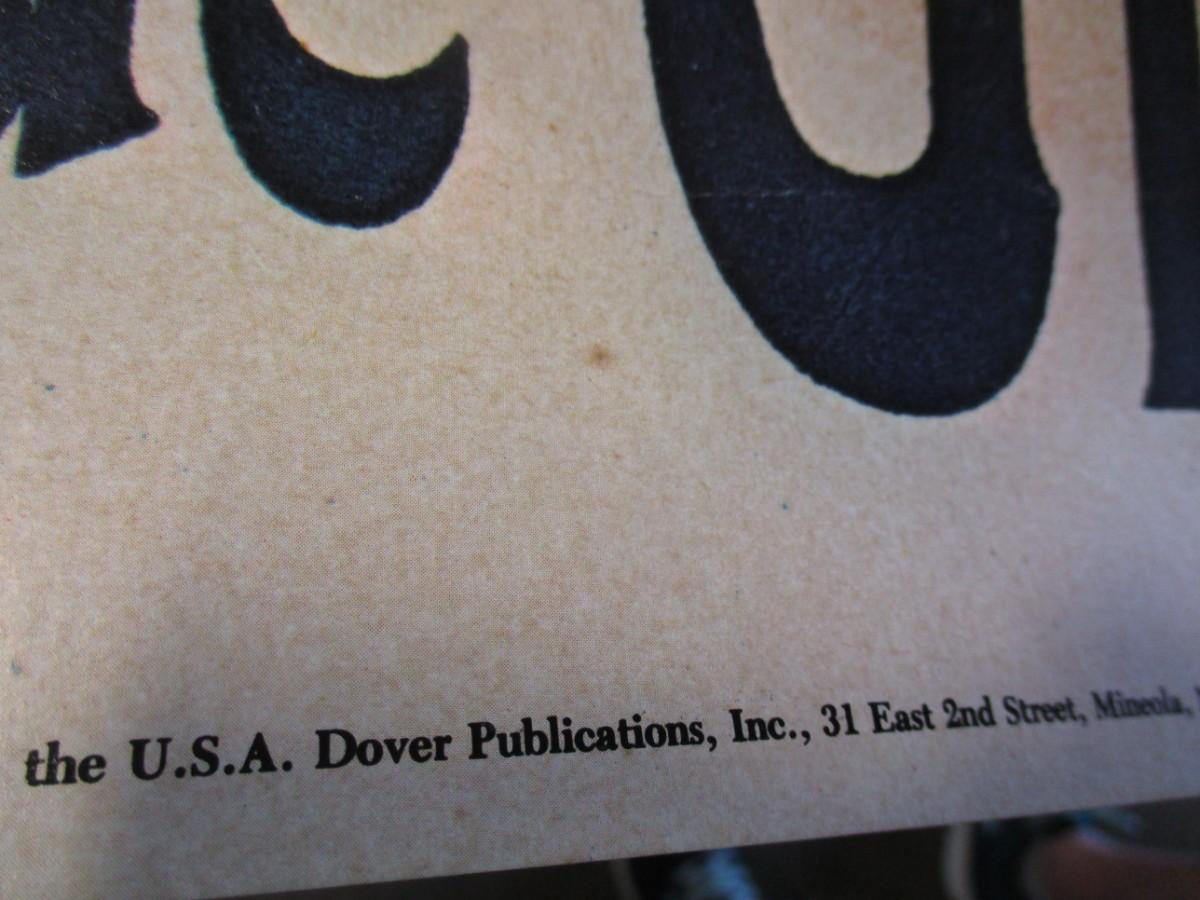 the U.S.A. Dover Publications, Inc., 31 East 2nd Street, Mineola,